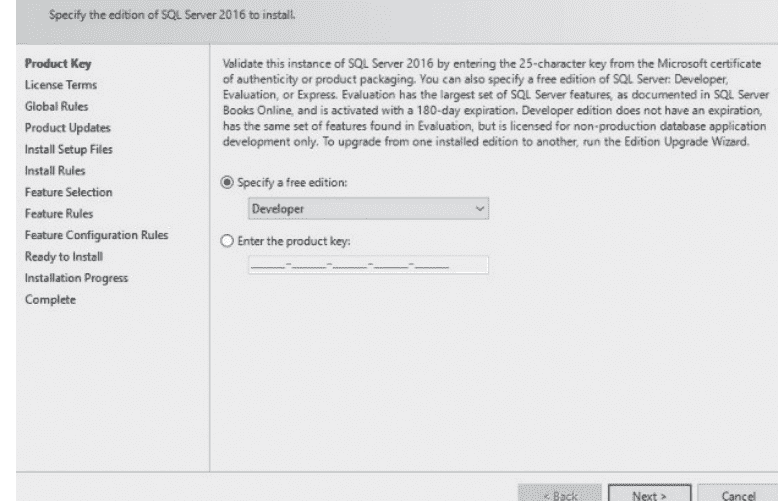 Specify the edition of SQL Server 2016 to install.
Product Key
License Terms
Global Rules
Product Updates
Install Setup Files
Install Rules
Feature Selection
Feature Rules
Feature Configuration Rules
Ready to Install
Installation Progress
Complete
Validate this instance of SQL Server 2016 by entering the 25-character key from the Microsoft certificate
of authenticity or product packaging. You can also specify a free edition of SQL Server: Developer,
Evaluation, or Express. Evaluation has the largest set of SQL Server features, as documented in SQL Server
Books Online, and is activated with a 180-day expiration. Developer edition does not have an expiration,
has the same set of features found in Evaluation, but is licensed for non-production database application
development only. To upgrade from one installed edition to another, run the Edition Upgrade Wizard.
Specify a free edition:
Developer
Enter the product key:
_____-_____-_____-_____-_____
< Back Next > Cancel